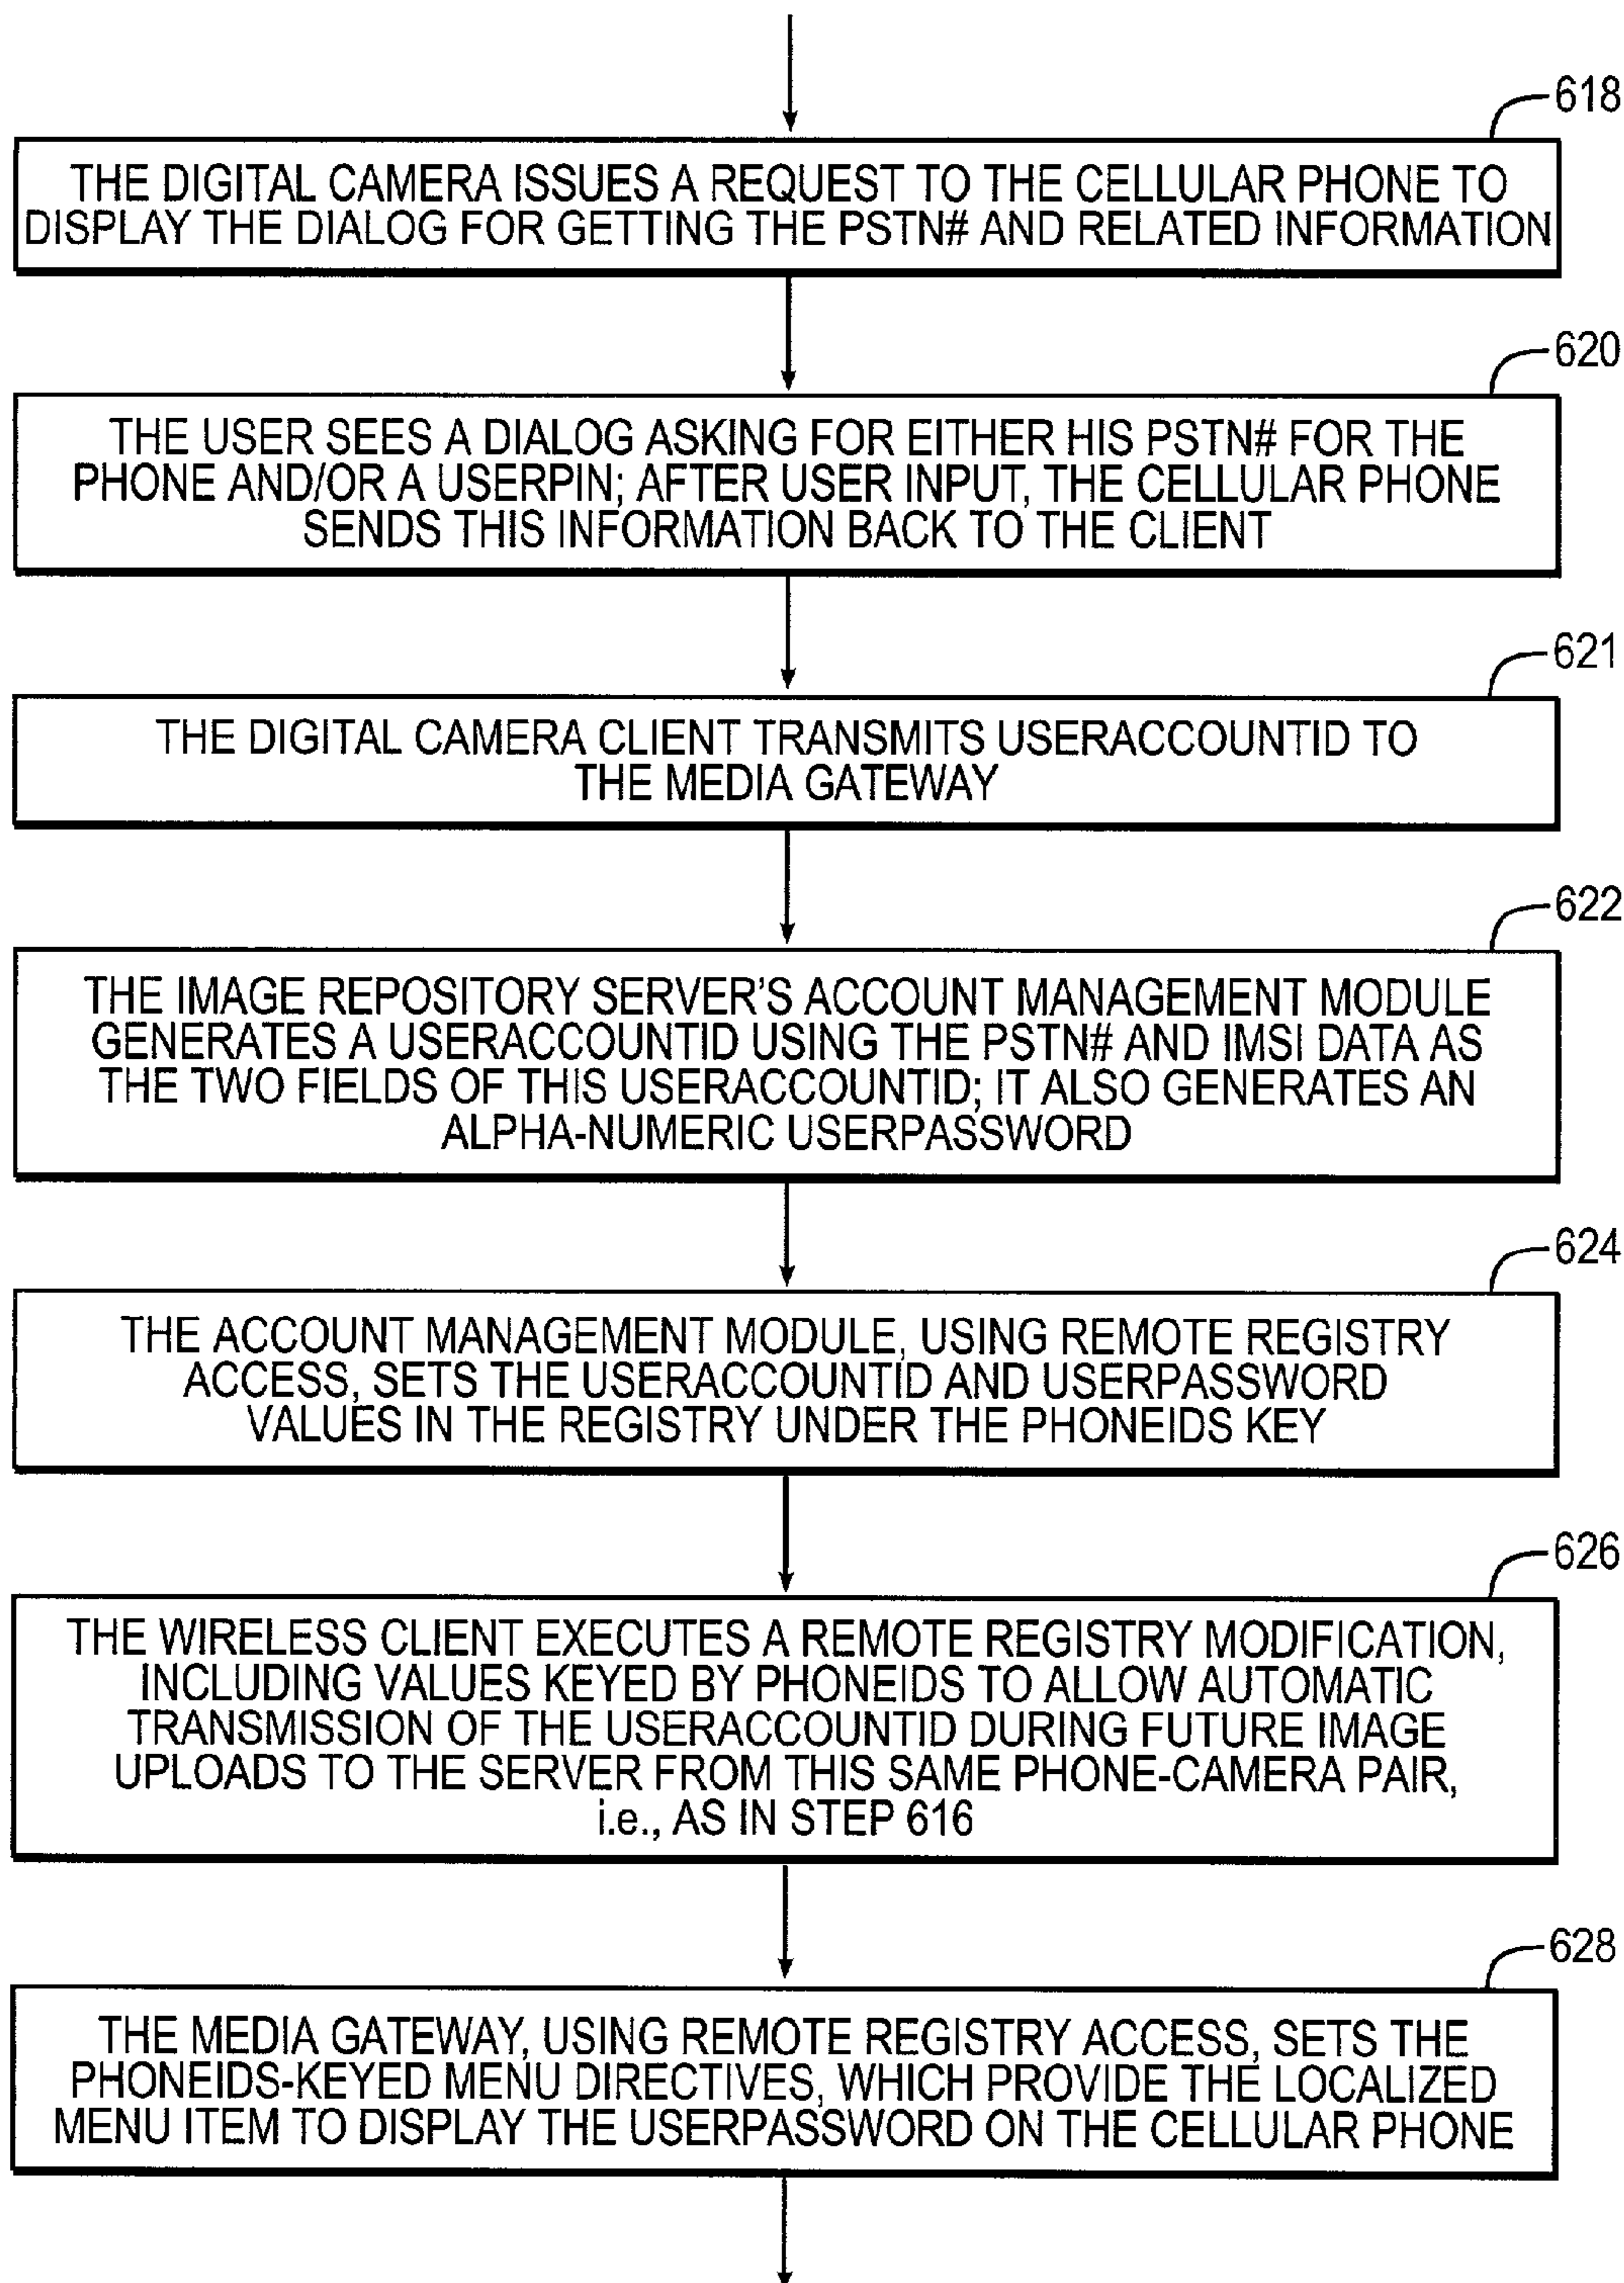 618
THE DIGITAL CAMERA ISSUES A REQUEST TO THE CELLULAR PHONE TO
DISPLAY THE DIALOG FOR GETTING THE PSTN# AND RELATED INFORMATION
620
THE USER SEES A DIALOG ASKING FOR EITHER HIS PSTN# FOR THE
PHONE AND/OR A USERPIN; AFTER USER INPUT, THE CELLULAR PHONE
SENDS THIS INFORMATION BACK TO THE CLIENT
621
THE DIGITAL CAMERA CLIENT TRANSMITS USERACCOUNTID TO
THE MEDIA GATEWAY
622
THE IMAGE REPOSITORY SERVER'S ACCOUNT MANAGEMENT MODULE
GENERATES A USERACCOUNTID USING THE PSTN# AND IMSI DATA AS
THE TWO FIELDS OF THIS USERACCOUNTID; IT ALSO GENERATES AN
ALPHA-NUMERIC USERPASSWORD
624
THE ACCOUNT MANAGEMENT MODULE, USING REMOTE REGISTRY
ACCESS, SETS THE USERACCOUNTID AND USERPASSWORD
VALUES IN THE REGISTRY UNDER THE PHONEIDS KEY
626
THE WIRELESS CLIENT EXECUTES A REMOTE REGISTRY MODIFICATION,
INCLUDING VALUES KEYED BY PHONEIDS TO ALLOW AUTOMATIC
TRANSMISSION OF THE USERACCOUNTID DURING FUTURE IMAGE
UPLOADS TO THE SERVER FROM THIS SAME PHONE-CAMERA PAIR,
i.e., AS IN STEP 616
628
THE MEDIA GATEWAY, USING REMOTE REGISTRY ACCESS, SETS THE
PHONEIDS-KEYED MENU DIRECTIVES, WHICH PROVIDE THE LOCALIZED
MENU ITEM TO DISPLAY THE USERPASSWORD ON THE CELLULAR PHONE